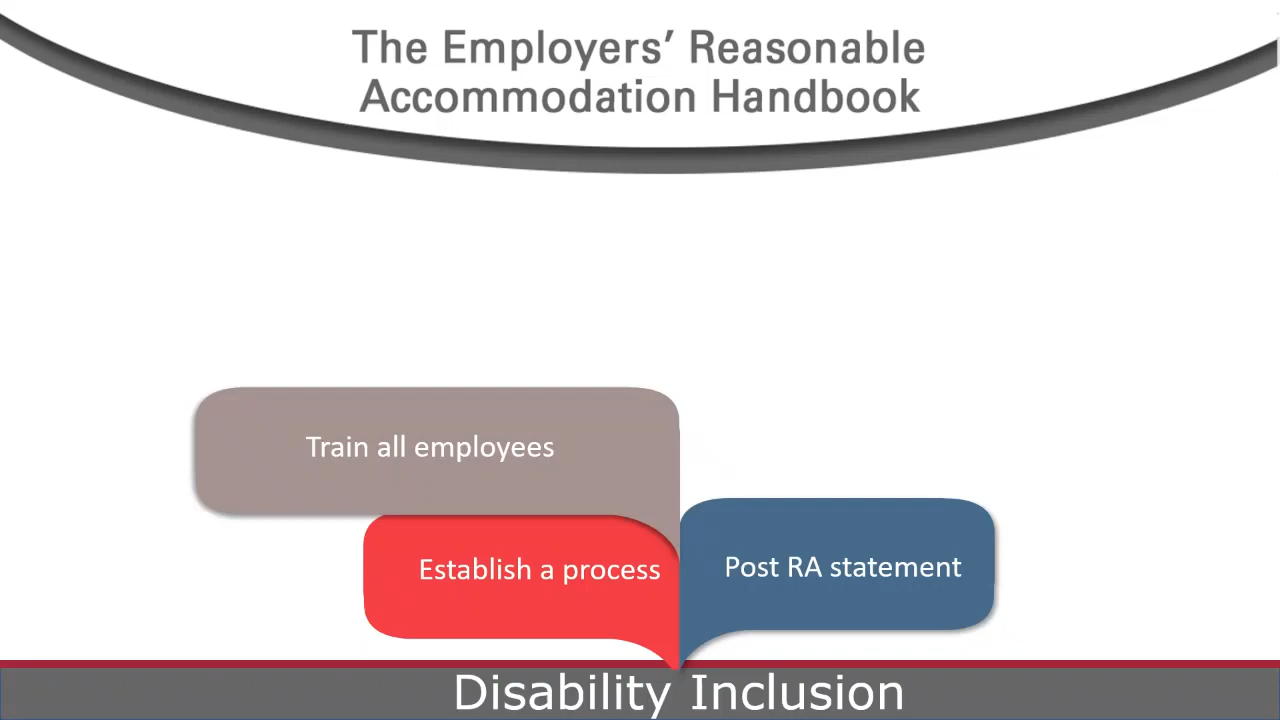 The Employers’ Reasonable
Accommodation Handbook
Train all employees
Establish a process
Post RA statement
Disability Inclusion